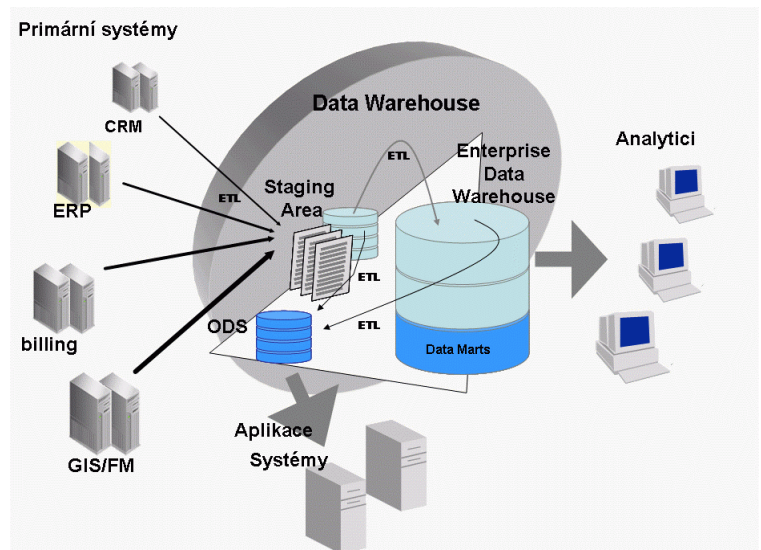 Primární systémy
CRM
ERP
billing
GIS/FM
ETL
Data Warehouse
Staging
Area
ETL
Enterprise
Data
Warehouse
ETL
ODS
ETL
Data Marts
Analytici
Aplikace
Systémy